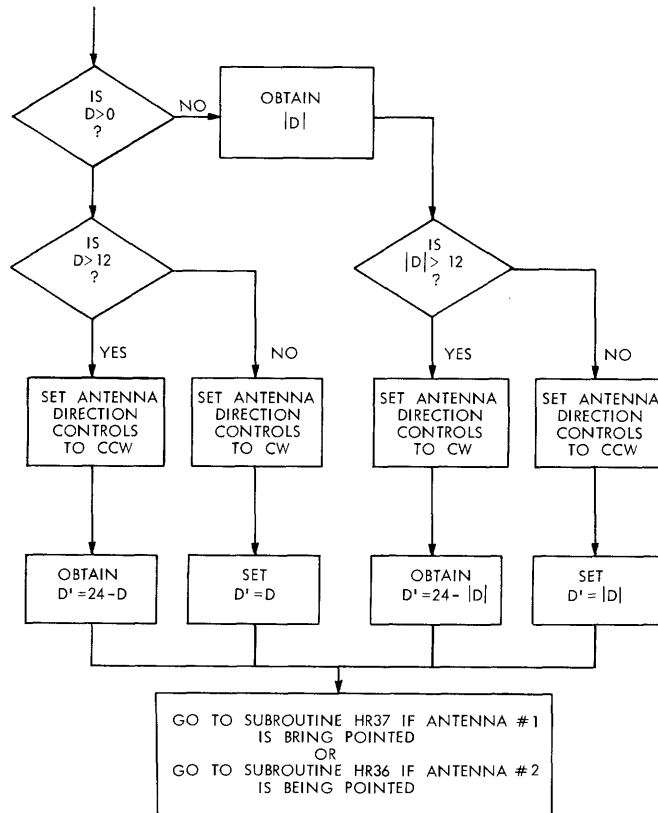 IS
D>0
?
NO
OBTAIN
|D|
IS
D>12
?
IS
|D|> 12
?
YES
NO
YES
NO
SET ANTENNA
DIRECTION
CONTROLS
TO CCW
SET ANTENNA
DIRECTION
CONTROLS
TO CW
SET ANTENNA
DIRECTION
CONTROLS
TO CW
SET ANTENNA
DIRECTION
CONTROLS
TO CCW
OBTAIN
D'=24-D
SET
D'=D
OBTAIN
D'=24- |D|
SET
D'= |D|
GO TO SUBROUTINE HR37 IF ANTENNA #1
IS BRING POINTED
OR
GO TO SUBROUTINE HR36 IF ANTENNA #2
IS BEING POINTED